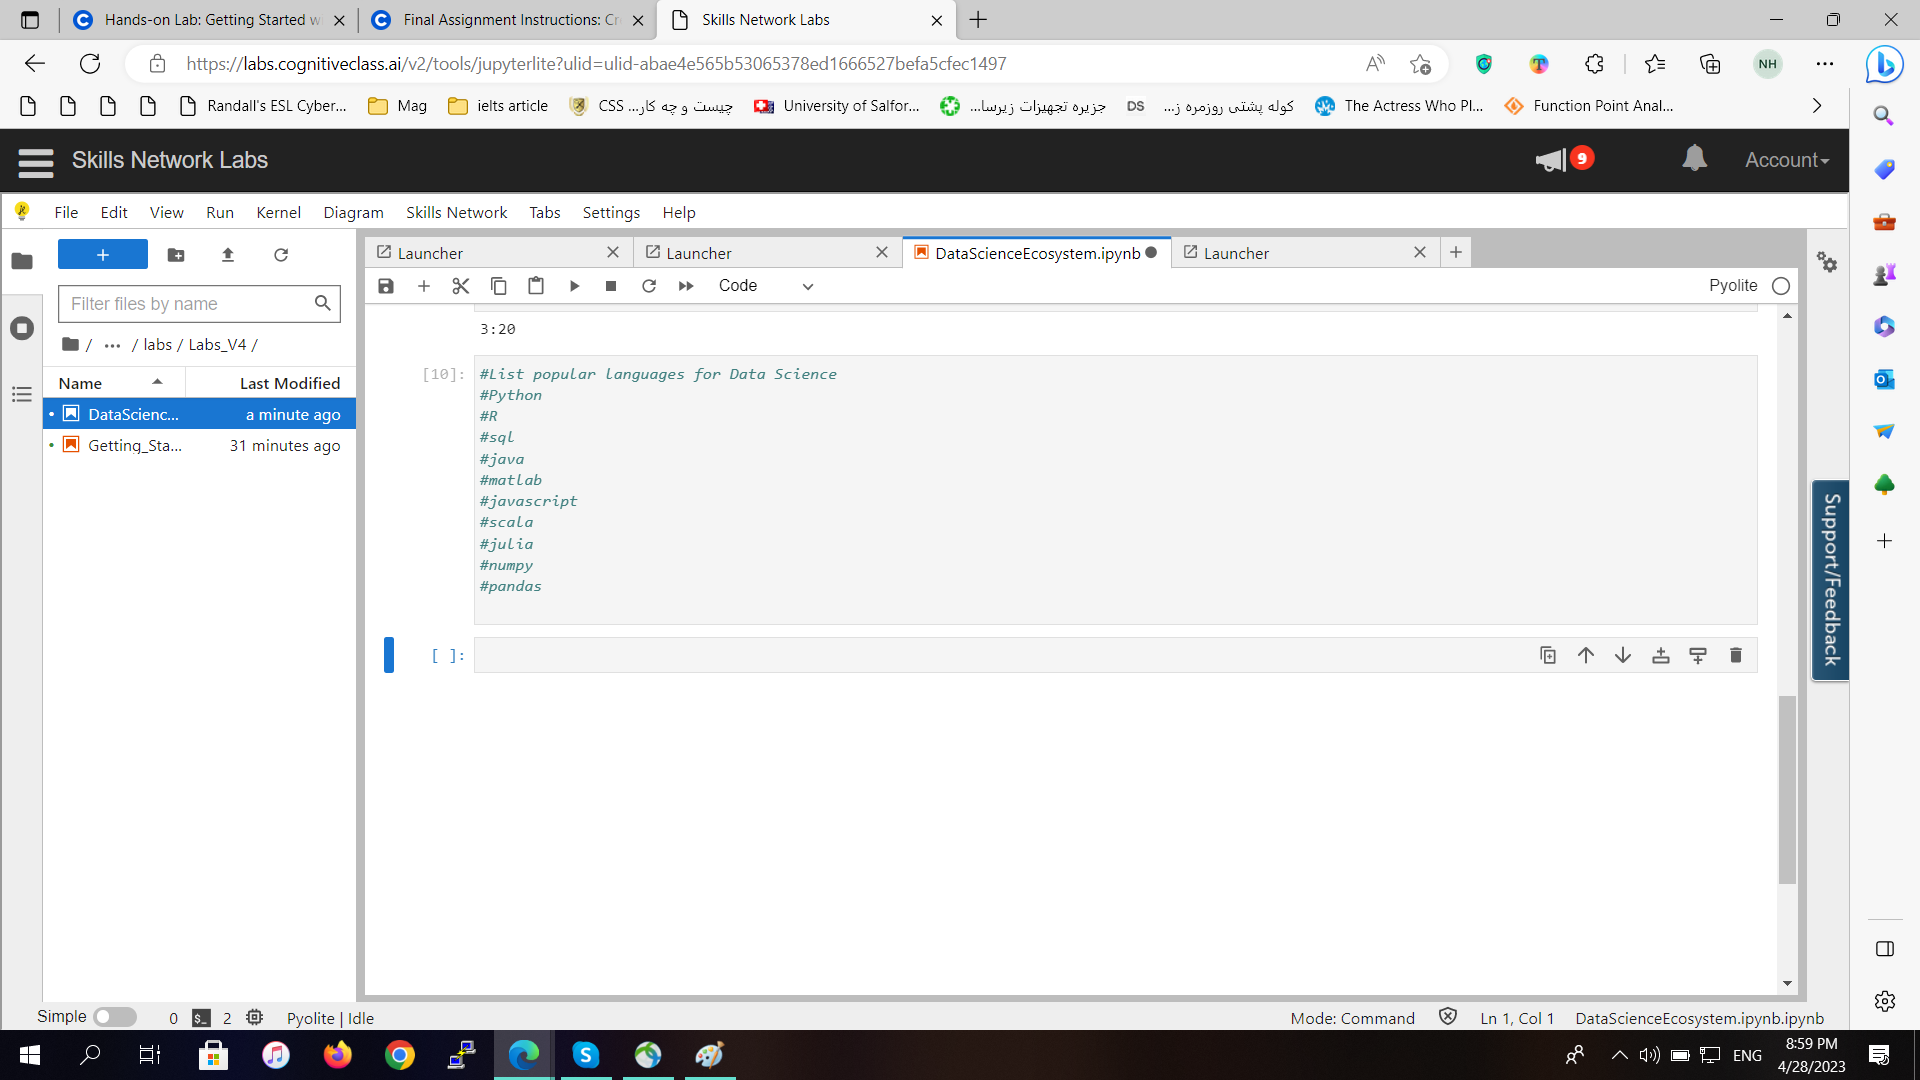 Hands-on Lab: Getting Started w
Final Assignment Instructions: Cr
Skills Network Labs
https://labs.cognitiveclass.ai/v2/tools/jupyterlite?ulid=ulid-abae4e565b53065378ed1666527befa5cfec1497
NH
Randall's ESL Cyber...
Mag
ielts article
CSS چیست و چه کار...
University of Salfor...
جزیره تجهیزات زیرسا...
DS
کوله پشتی روزمره ز...
The Actress Who Pl...
Function Point Anal...
Skills Network Labs
9
Account
File Edit View Run Kernel Diagram Skills Network Tabs Settings Help
Launcher
Launcher
DataScienceEcosystem.ipynb
Launcher
Filter files by name
Code
Pyolite
/ ... / labs / Labs_V4 /
Name Last Modified
DataScienc... a minute ago
Getting_Sta... 31 minutes ago
3:20
[10]: #List popular languages for Data Science
#Python
#R
#sql
#java
#matlab
#javascript
#scala
#julia
#numpy
#pandas
[ ]:
Support/Feedback
Simple 0 $_ 2 Pyolite | Idle
Mode: Command Ln 1, Col 1 DataScienceEcosystem.ipynb.ipynb
ENG
8:59 PM
4/28/2023